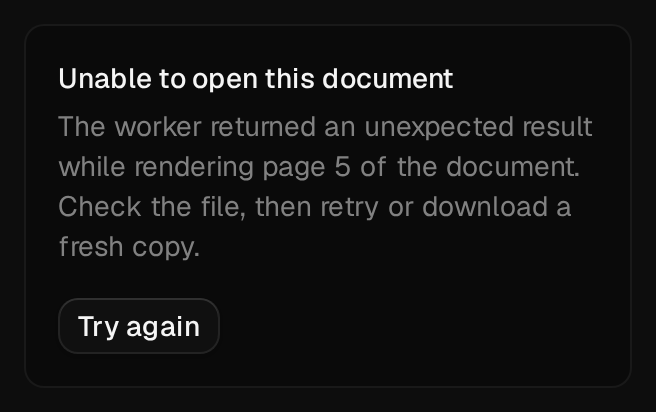 Unable to open this document
The worker returned an unexpected result
while rendering page 5 of the document.
Check the file, then retry or download a
fresh copy.
Try again